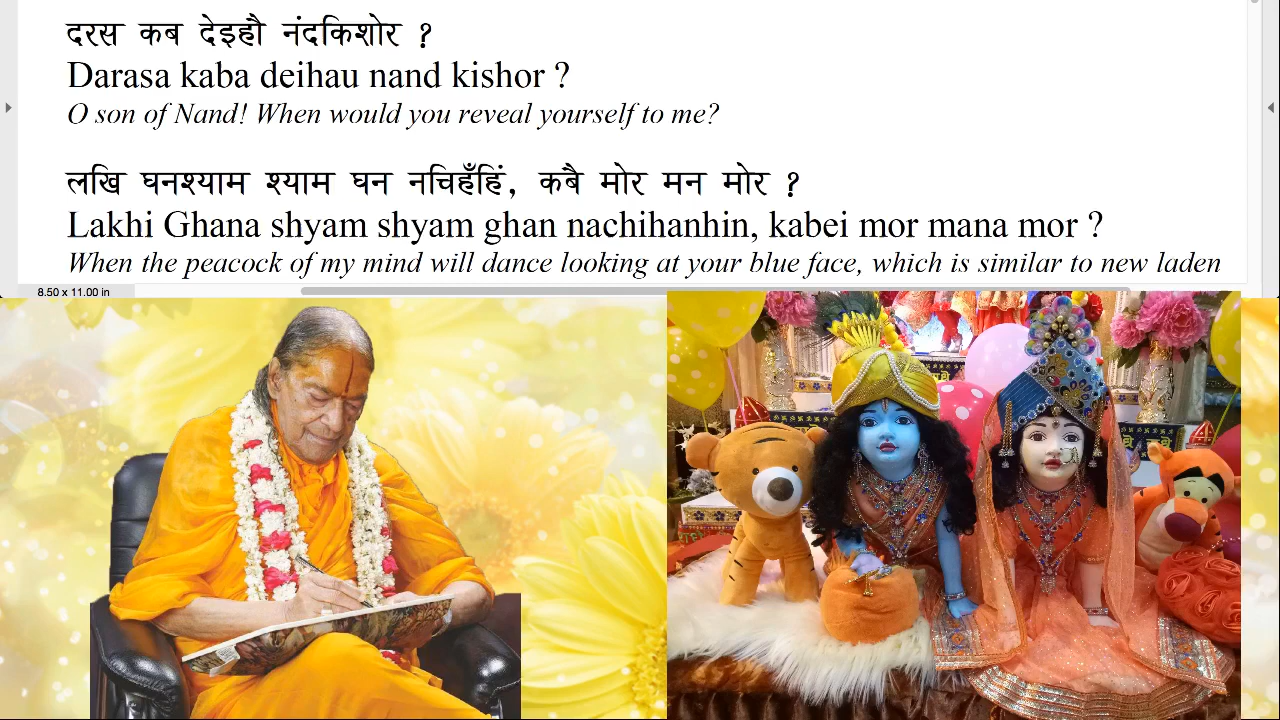 दरस कब देइहौ नंदकिशोर ?
Darasa kaba deihau nand kishor ?
O son of Nand! When would you reveal yourself to me?
लखि घनश्याम श्याम घन नचिहँहिं, कबै मोर मन मोर ?
Lakhi Ghana shyam shyam ghan nachihanhin, kabei mor mana mor ?
When the peacock of my mind will dance looking at your blue face, which is similar to new laden
8.50 x 11.00 in